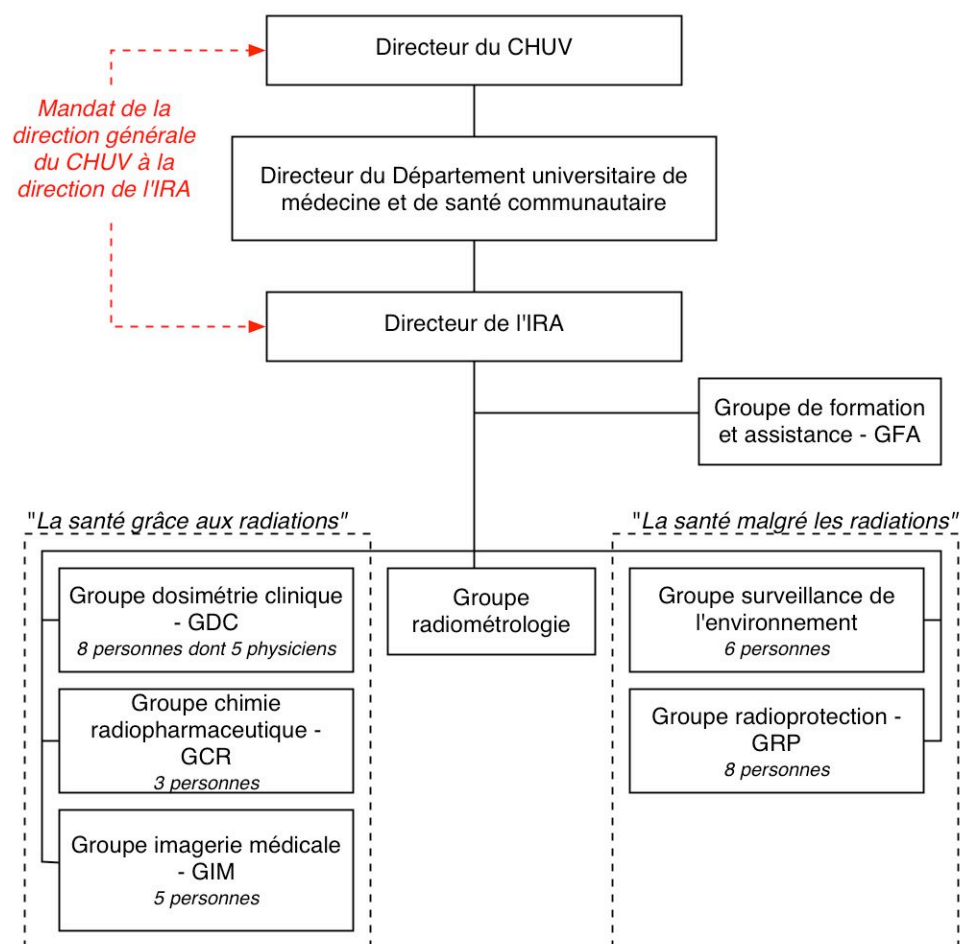 Directeur du CHUV
Mandat de la
direction générale
du CHUV à la
direction de l'IRA
Directeur du Département universitaire de
médecine et de santé communautaire
Directeur de l'IRA
Groupe de formation
et assistance - GFA
"La santé grâce aux radiations"
"La santé malgré les radiations"
Groupe dosimétrie clinique
- GDC
8 personnes dont 5 physiciens
Groupe
radiométrologie
Groupe surveillance de
l'environnement
6 personnes
Groupe chimie
radiopharmaceutique -
GCR
3 personnes
Groupe radioprotection -
GRP
8 personnes
Groupe imagerie médicale
- GIM
5 personnes